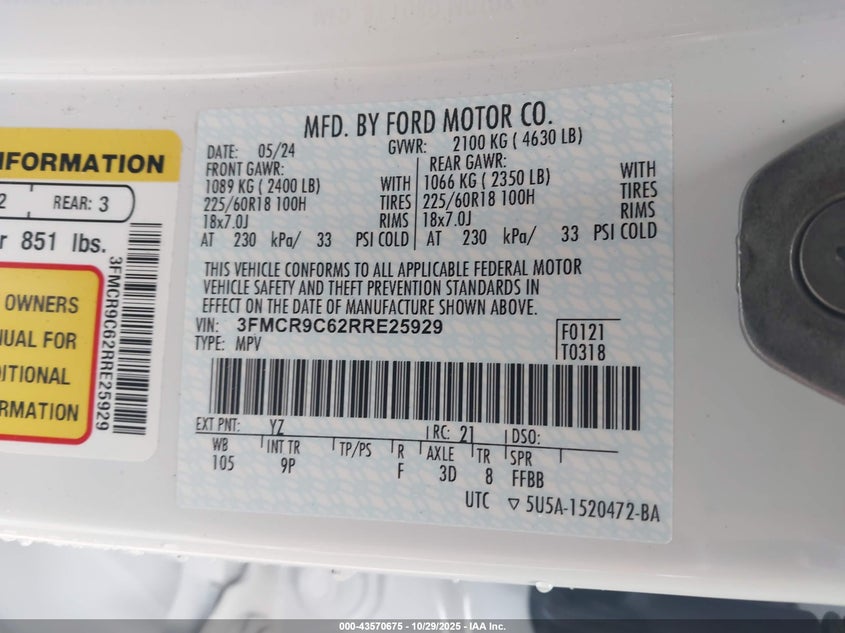 INFORMATION
2 REAR: 3
r 851 lbs.
OWNERS
UAL FOR
ITIONAL
RMATION
3FMCR9C62RRE25929
MFD. BY FORD MOTOR CO.
DATE: 05/24 GVWR: 2100 KG ( 4630 LB)
FRONT GAWR: REAR GAWR:
1089 KG ( 2400 LB) WITH 1066 KG ( 2350 LB) WITH
225/60R18 100H TIRES 225/60R18 100H TIRES
18x7.0J RIMS 18x7.0J RIMS
AT 230 kPa/ 33 PSI COLD AT 230 kPa/ 33 PSI COLD
THIS VEHICLE CONFORMS TO ALL APPLICABLE FEDERAL MOTOR
VEHICLE SAFETY AND THEFT PREVENTION STANDARDS IN
EFFECT ON THE DATE OF MANUFACTURE SHOWN ABOVE.
VIN: 3FMCR9C62RRE25929 F0121
TYPE: MPV T0318
EXT PNT: YZ RC: 21 DSO:
WB INT TR TP/PS R AXLE TR SPR
105 9P F 3D 8 FFBB
UTC ▽ 5U5A-1520472-BA
000-43570675 | 10/29/2025 | IAA Inc.